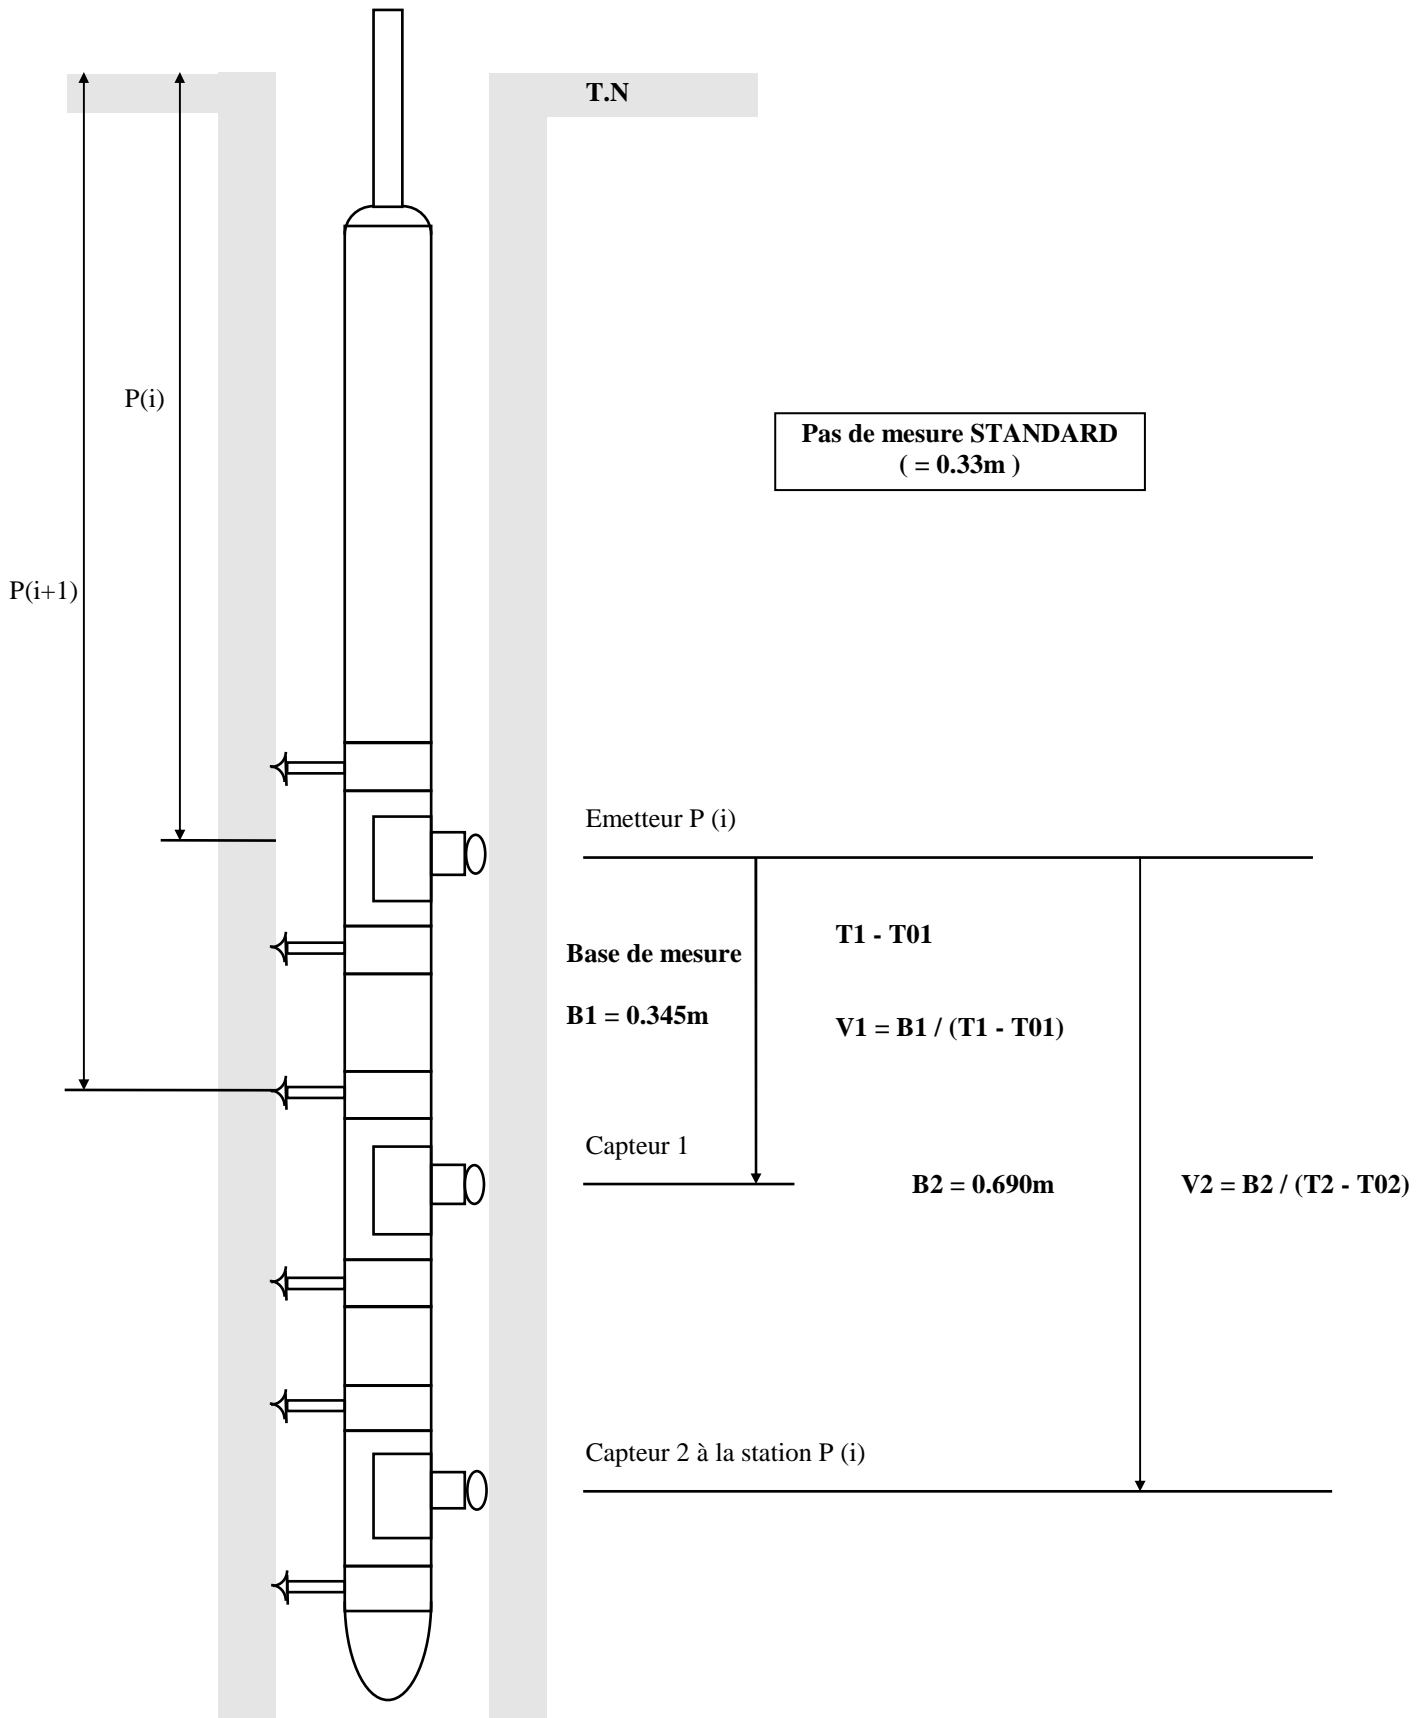 T.N
P(i)
Pas de mesure STANDARD
( = 0.33m )
P(i+1)
Emetteur P (i)
T1 - T01
Base de mesure
B1 = 0.345m
V1 = B1 / (T1 - T01)
Capteur 1
B2 = 0.690m
V2 = B2 / (T2 - T02)
Capteur 2 à la station P (i)